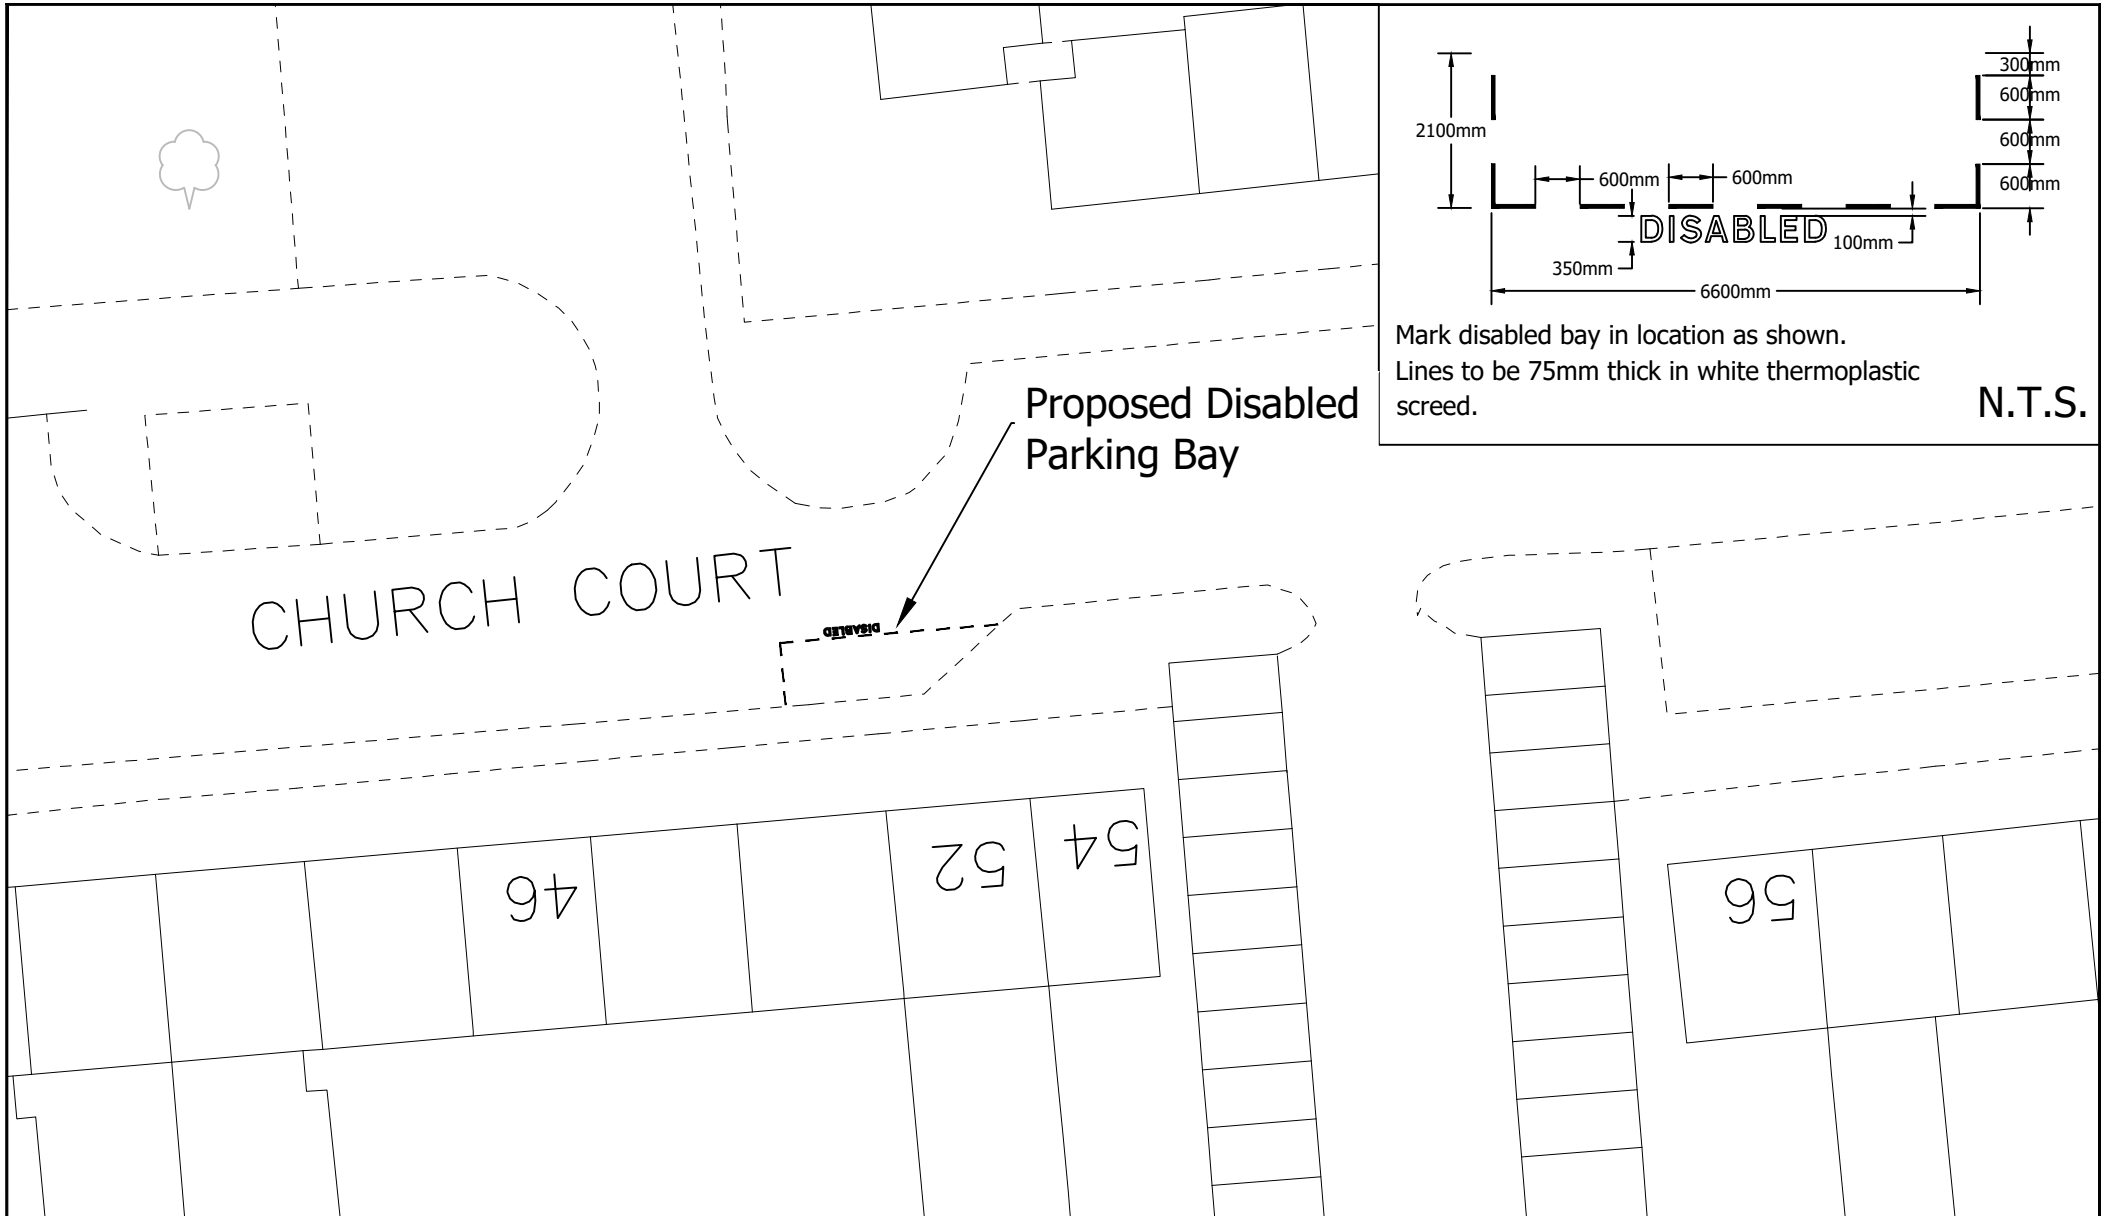 300mm
600mm
2100mm
600mm
600mm
600mm
600mm
DISABLED
100mm
350mm
6600mm
Mark disabled bay in location as shown.
Lines to be 75mm thick in white thermoplastic
screed.
N.T.S.
Proposed Disabled
Parking Bay
CHURCH COURT
DISABLED
46
52
54
56